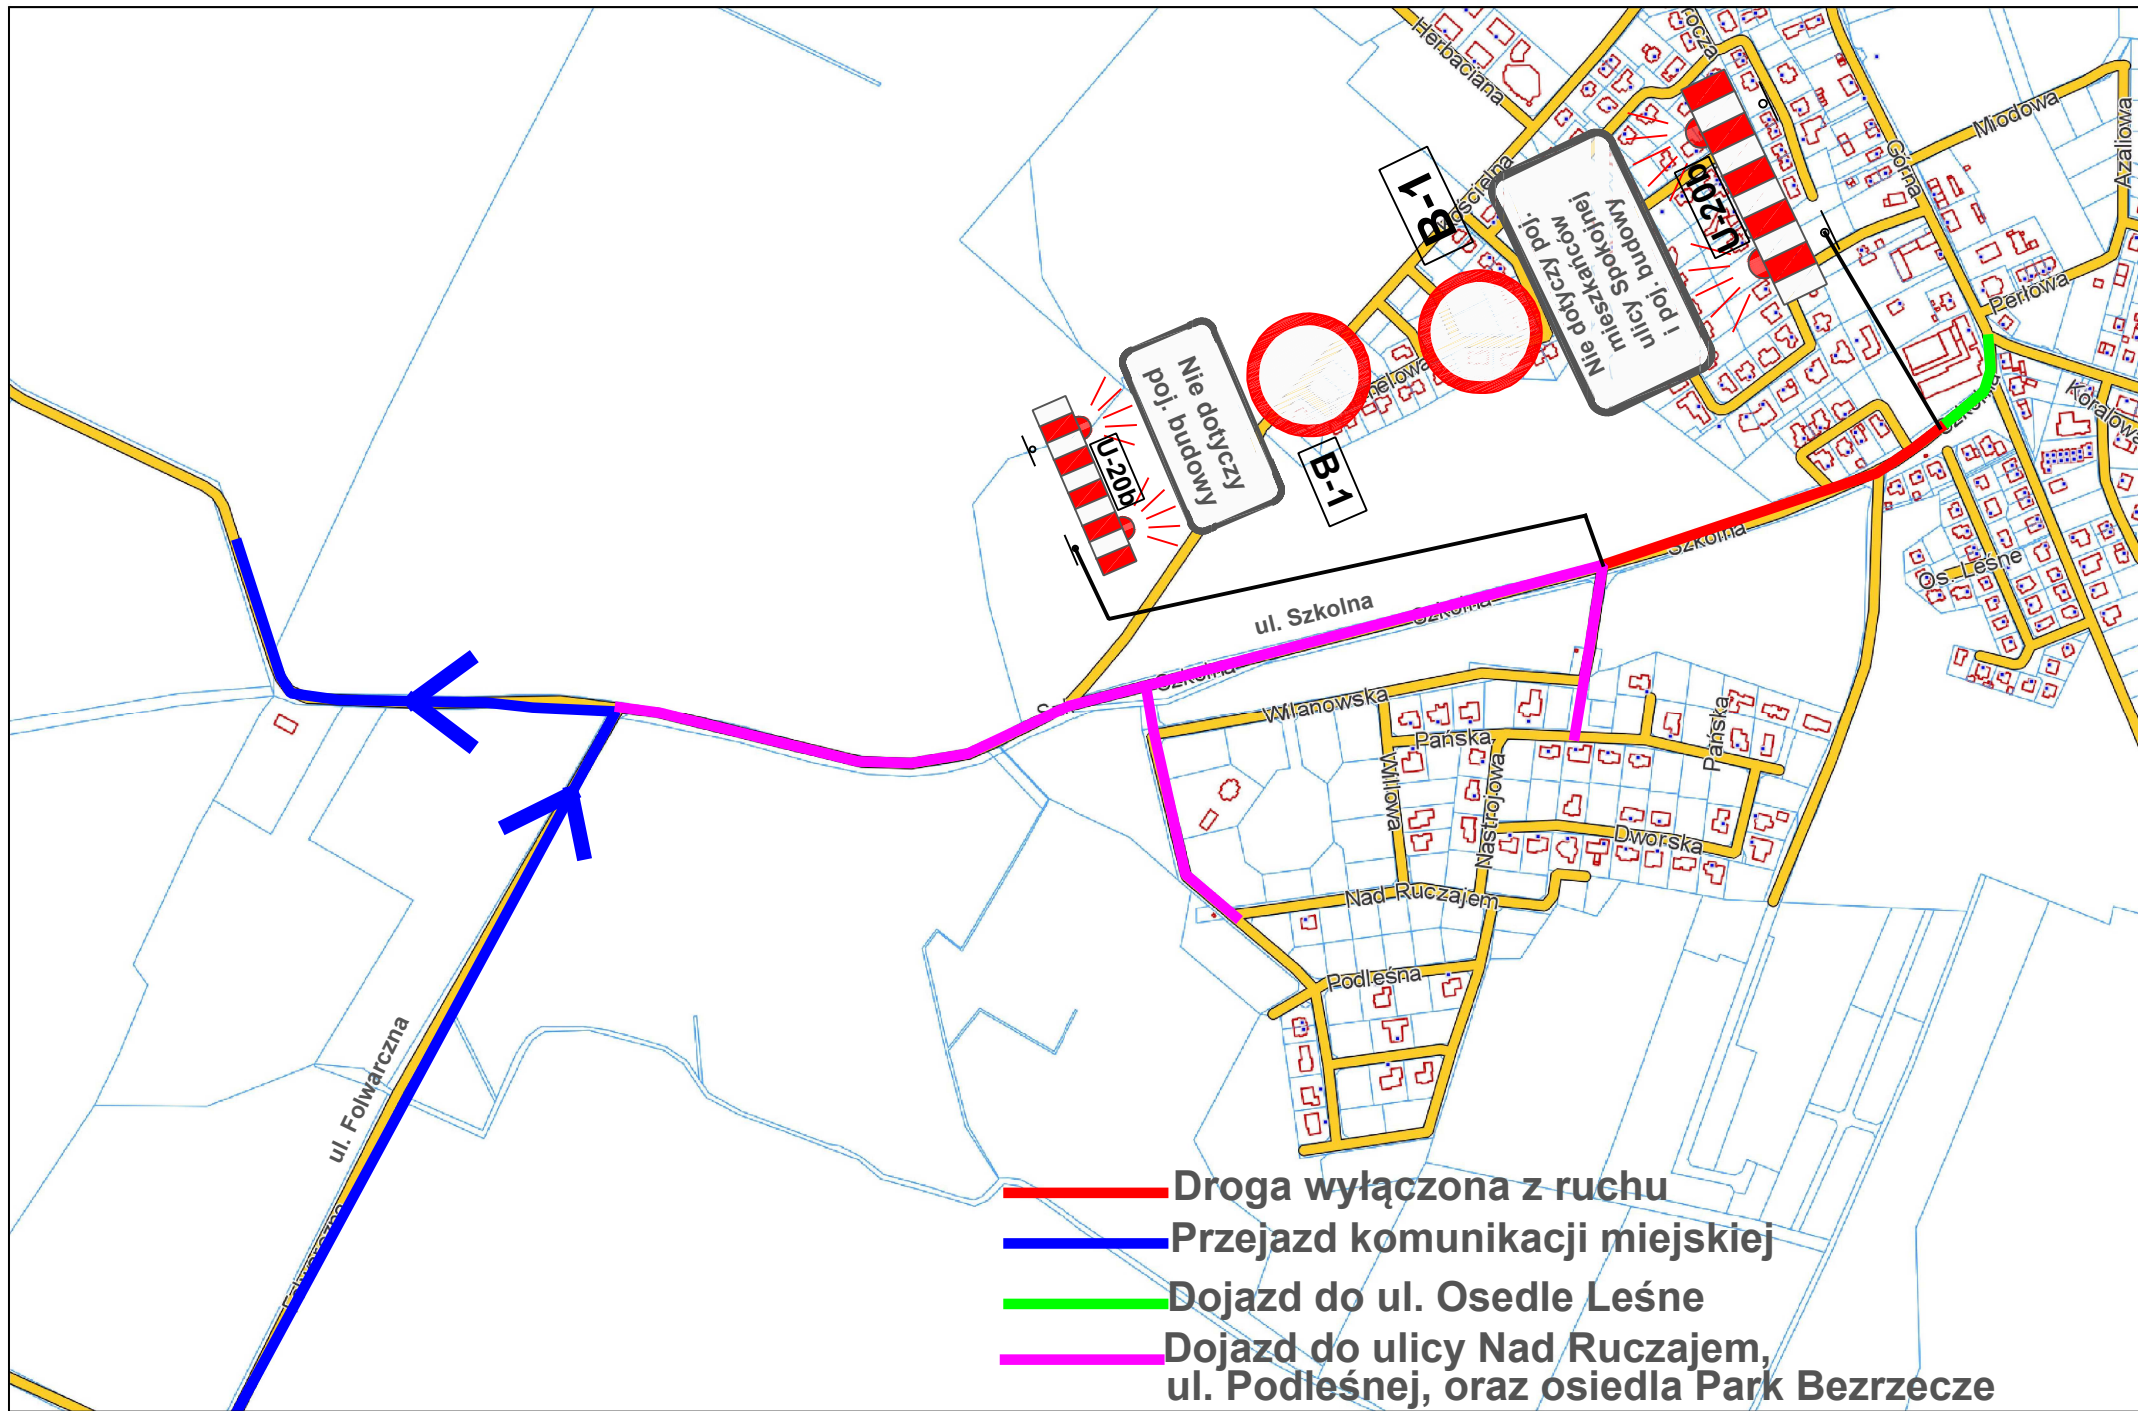 Herbaciana
Miodowa
Azaliowa
Górna
B-1
U-20b
Nie dotyczy poj.
mieszkańców
ulicy Spokojnej
i poj. budowy
Perłowa
Koralowa
Nie dotyczy
poj. budowy
U-20b
B-1
Szkolna
Os. Leśne
ul. Szkolna
Szkolna
Szkolna
Wilanowska
Pańska
Pańska
Willowa
Nastrojowa
Dworska
Nad Ruczajem
Podleśna
ul. Folwarczna
Droga wyłączona z ruchu
Przejazd komunikacji miejskiej
Dojazd do ul. Osedle Leśne
Dojazd do ulicy Nad Ruczajem,
ul. Podleśnej, oraz osiedla Park Bezrzecze